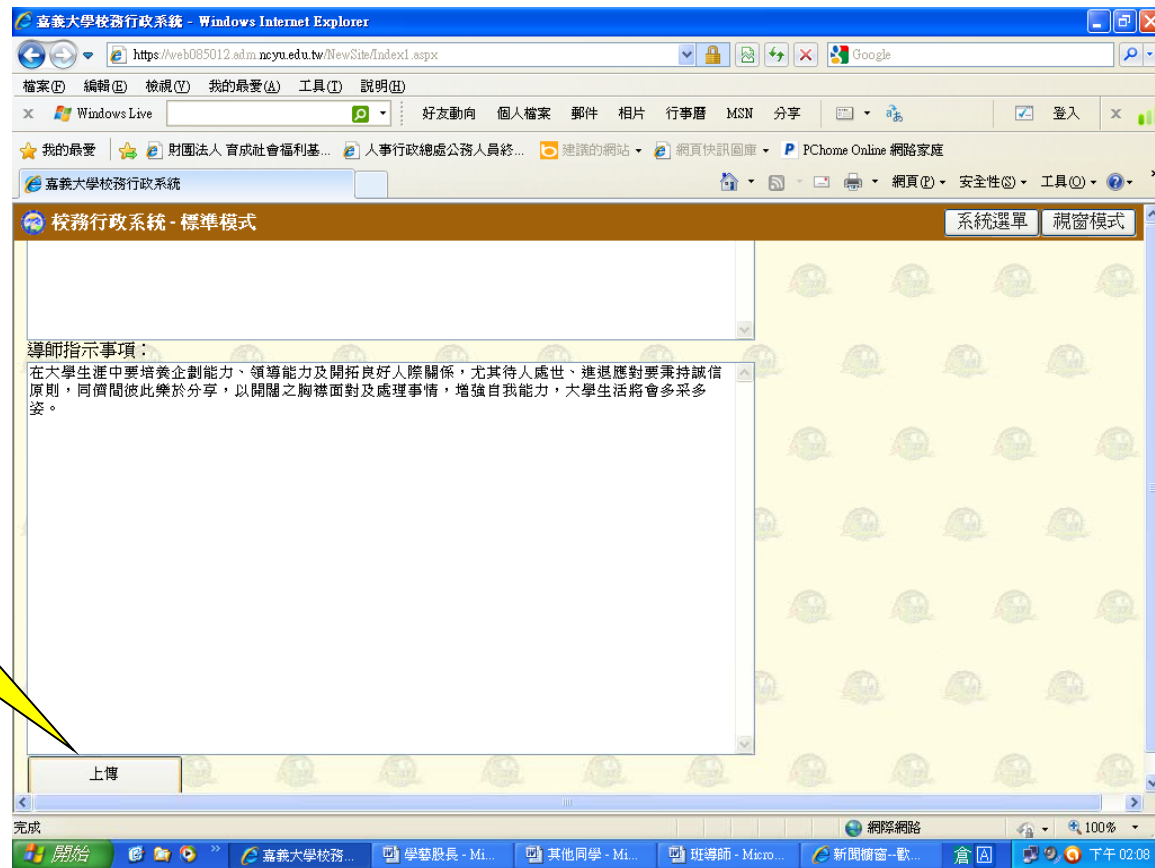 嘉義大學校務行政系統 - Windows Internet Explorer
https://web085012.adm.ncyu.edu.tw/NewSite/Index1.aspx
Google
檔案(F) 編輯(E) 檢視(V) 我的最愛(A) 工具(T) 說明(H)
x Windows Live 好友動向 個人檔案 郵件 相片 行事曆 MSN 分享 登入 x
我的最愛 財團法人 育成社會福利基... 人事行政總處公務人員終... 建議的網站 網頁快訊圖庫 PChome Online 網路家庭
嘉義大學校務行政系統 網頁(P) 安全性(S) 工具(O)
校務行政系統 - 標準模式 系統選單 視窗模式
導師指示事項：
在大學生涯中要培養企劃能力、領導能力及開拓良好人際關係，尤其待人處世、進退應對要秉持誠信
原則，同儕間彼此樂於分享，以開闊之胸襟面對及處理事情，增強自我能力，大學生活將會多采多
姿。
上傳
完成 網際網路 100%
開始 嘉義大學校務... 學藝股長 - Mi... 其他同學 - Mi... 班導師 - Micro... 新聞櫥窗--歡... 倉 A 下午 02:08